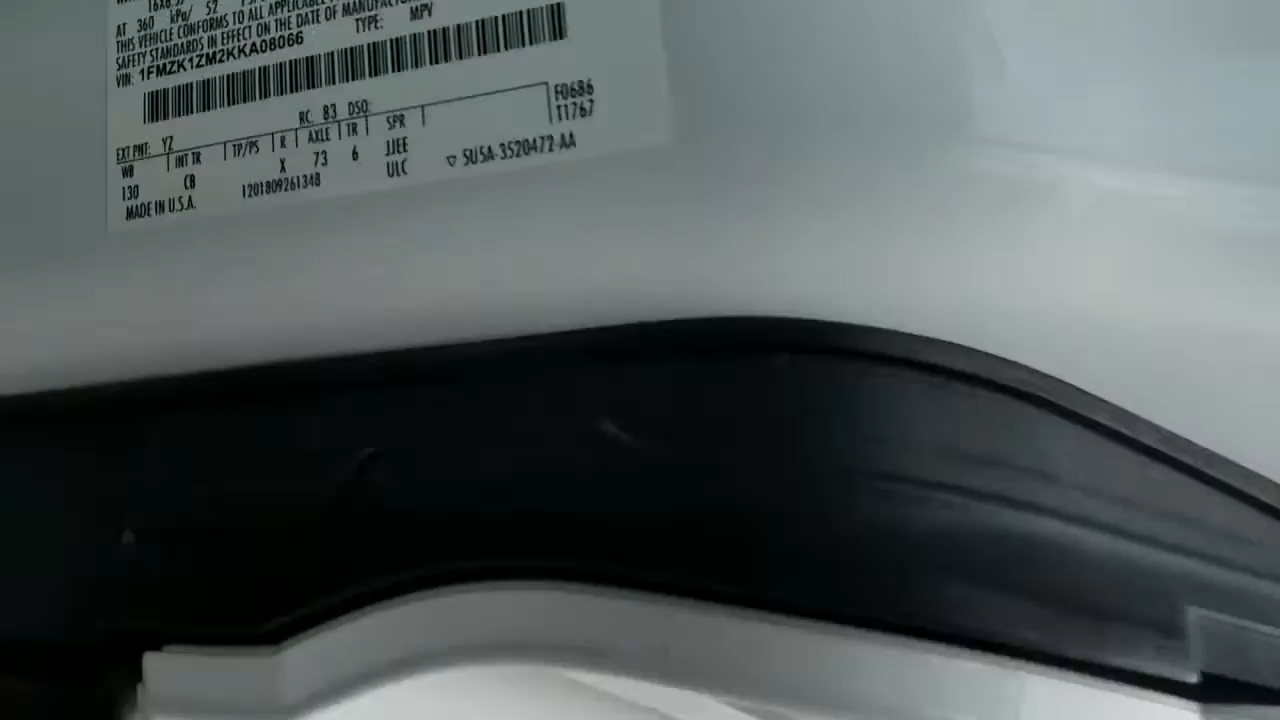 AT 360 kPa/ 52
THIS VEHICLE CONFORMS TO ALL APPLICABLE
SAFETY STANDARDS IN EFFECT ON THE DATE OF MANUFACTURE
VIN: 1FMZK1ZM2KKA08066
TYPE: MPV
EXT PNT: YZ RC: 83 DSO:
WB INT TR TP/PS R AXLE TR SPR
130 CB X 73 6 JJEE
ULC
F0686
T1767
MADE IN U.S.A. 1201809261348 ▽ 5U5A-3520472-AA